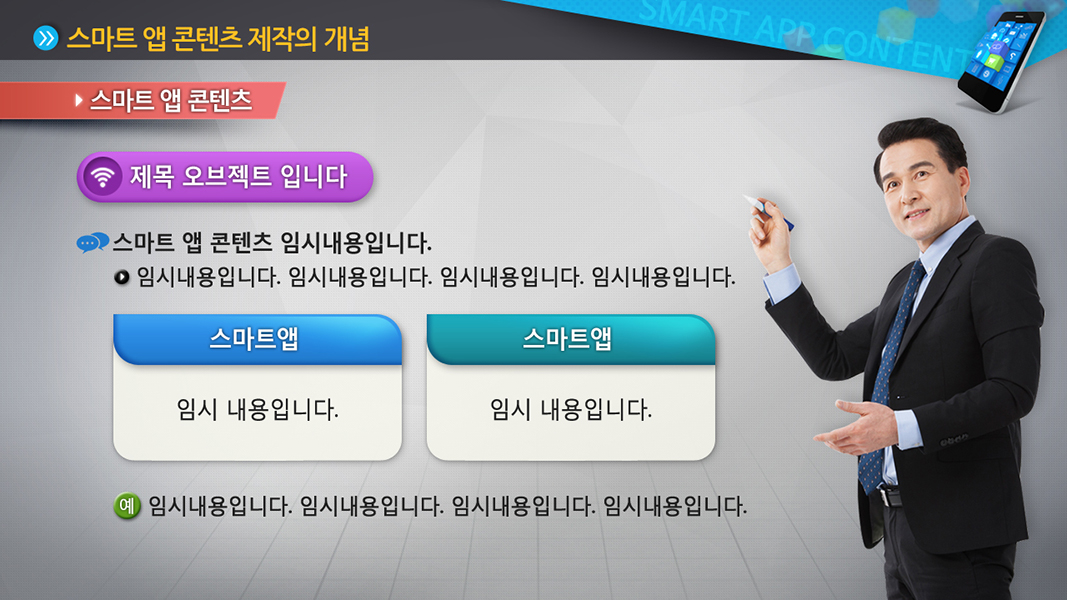 SMART APP CONTENT
스마트 앱 콘텐츠 제작의 개념
스마트 앱 콘텐츠
제목 오브젝트 입니다
스마트 앱 콘텐츠 임시내용입니다.
임시내용입니다. 임시내용입니다. 임시내용입니다. 임시내용입니다.
스마트앱
스마트앱
임시 내용입니다.
임시 내용입니다.
예 임시내용입니다. 임시내용입니다. 임시내용입니다. 임시내용입니다.